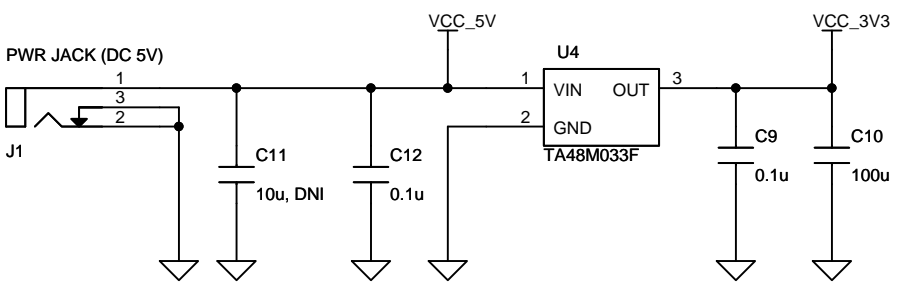 VCC_5V
VCC_3V3
PWR JACK (DC 5V)
U4
1
3
2
J1
1
VIN
OUT
3
2
GND
TA48M033F
C11
10u, DNI
C12
0.1u
C9
0.1u
C10
100u